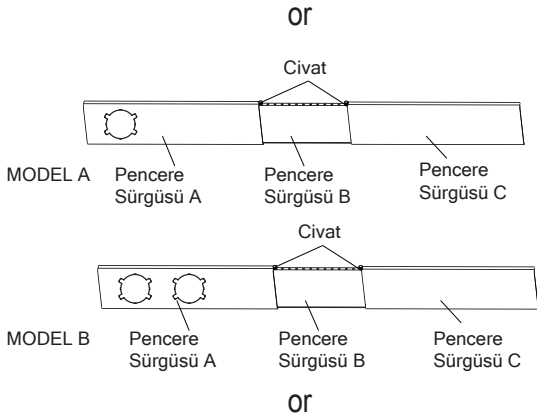 or
Civat
MODEL A
Pencere
Sürgüsü A
Pencere
Sürgüsü B
Pencere
Sürgüsü C
Civat
MODEL B
Pencere
Sürgüsü A
Pencere
Sürgüsü B
Pencere
Sürgüsü C
or